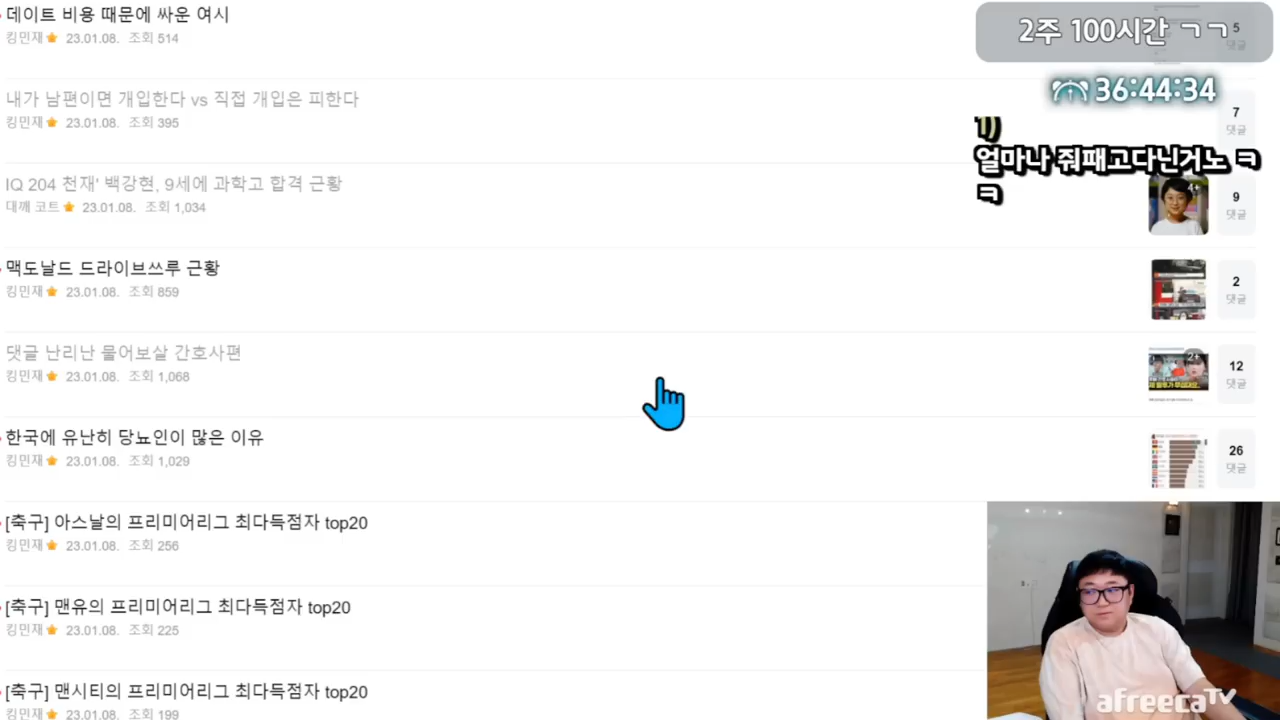 데이트 비용 때문에 싸운 여시
킹민재 23.01.08. 조회 514
5
댓글
2주 100시간 ㄱㄱ
36:44:34
내가 남편이면 개입한다 vs 직접 개입은 피한다
킹민재 23.01.08. 조회 395
7
댓글
1)
얼마나 줘패고다닌거노 ㅋ
ㅋ
IQ 204 천재' 백강현, 9세에 과학고 합격 근황
대깨 코트 23.01.08. 조회 1,034
4+
9
댓글
맥도날드 드라이브쓰루 근황
킹민재 23.01.08. 조회 859
2
댓글
댓글 난리난 물어보살 간호사편
킹민재 23.01.08. 조회 1,068
2+
12
댓글
한국에 유난히 당뇨인이 많은 이유
킹민재 23.01.08. 조회 1,029
26
댓글
[축구] 아스날의 프리미어리그 최다득점자 top20
킹민재 23.01.08. 조회 256
[축구] 맨유의 프리미어리그 최다득점자 top20
킹민재 23.01.08. 조회 225
[축구] 맨시티의 프리미어리그 최다득점자 top20
킹민재 23.01.08. 조회 199
afreecaTV